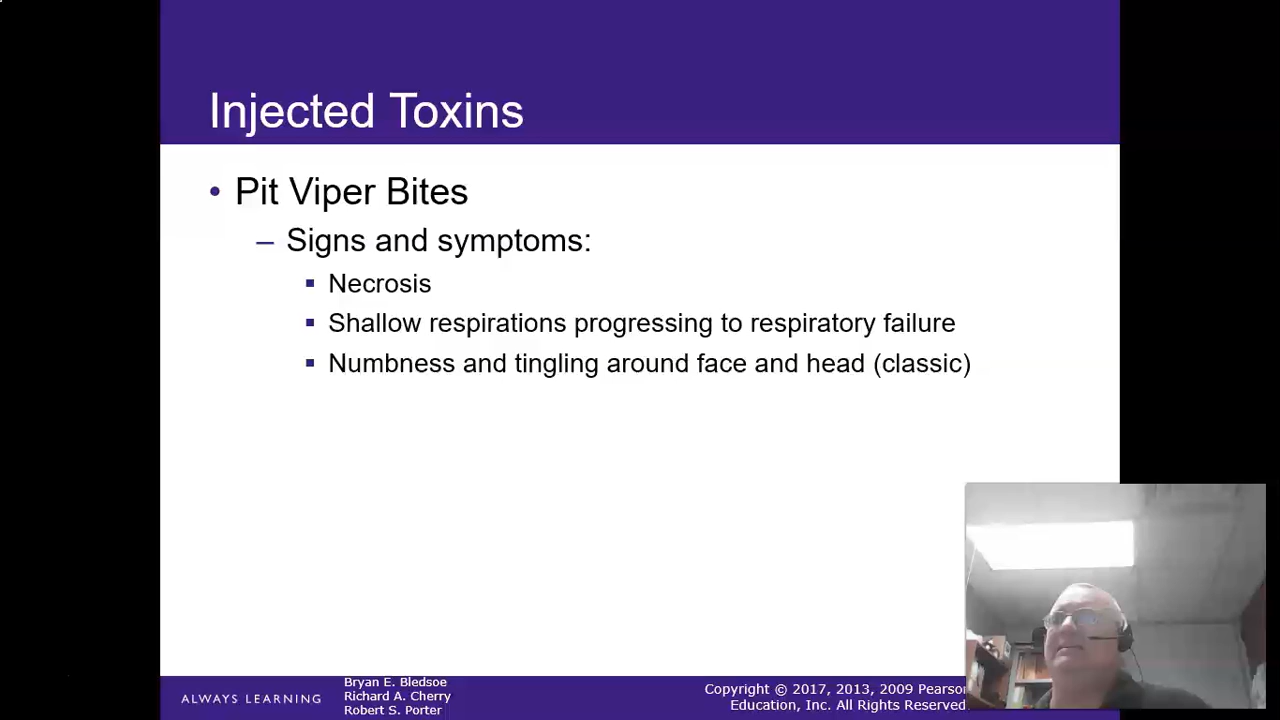 Injected Toxins
• Pit Viper Bites
– Signs and symptoms:
▪ Necrosis
▪ Shallow respirations progressing to respiratory failure
▪ Numbness and tingling around face and head (classic)
ALWAYS LEARNING
Bryan E. Bledsoe
Richard A. Cherry
Robert S. Porter
Copyright © 2017, 2013, 2009 Pearson
Education, Inc. All Rights Reserved.